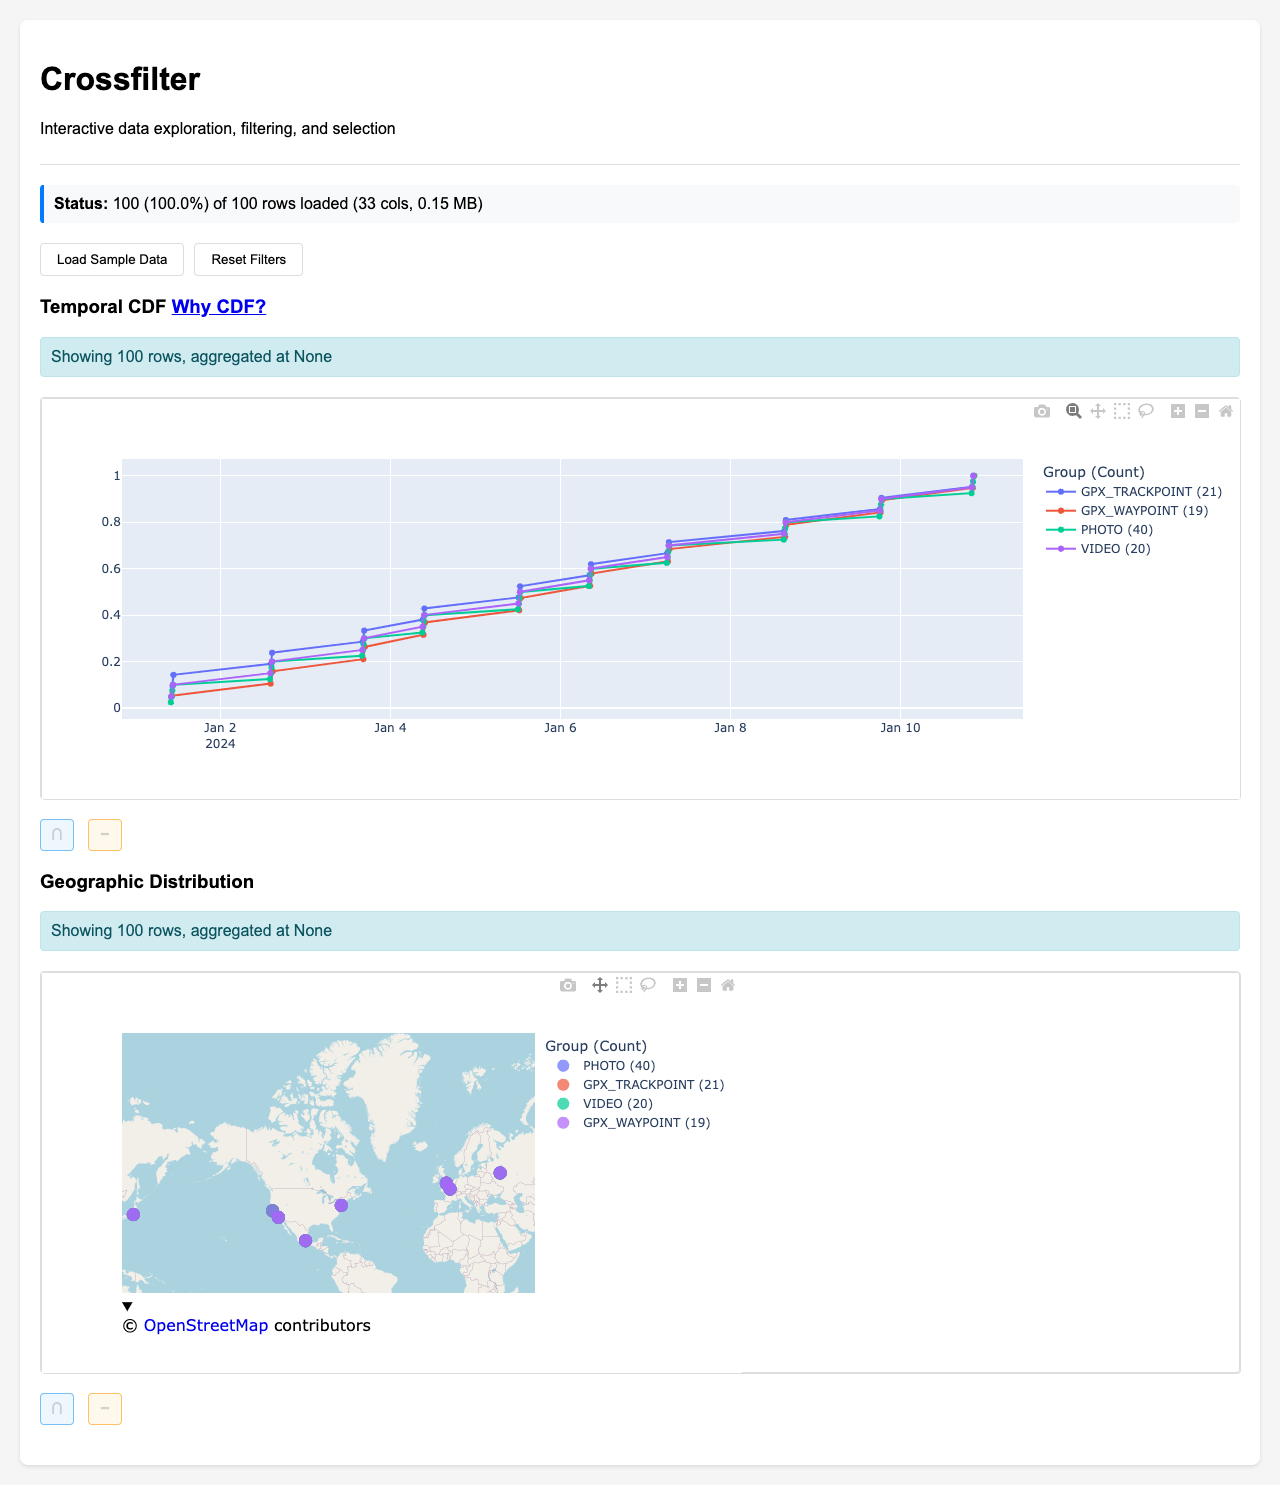 Crossfilter
Interactive data exploration, filtering, and selection
Status: 100 (100.0%) of 100 rows loaded (33 cols, 0.15 MB)
Load Sample Data Reset Filters
Temporal CDF Why CDF?
Showing 100 rows, aggregated at None
1
0.8
0.6
0.4
0.2
0
Jan 2 Jan 4 Jan 6 Jan 8 Jan 10
2024
Group (Count)
GPX_TRACKPOINT (21)
GPX_WAYPOINT (19)
PHOTO (40)
VIDEO (20)
∩ −
Geographic Distribution
Showing 100 rows, aggregated at None
Group (Count)
PHOTO (40)
GPX_TRACKPOINT (21)
VIDEO (20)
GPX_WAYPOINT (19)
© OpenStreetMap contributors
∩ −